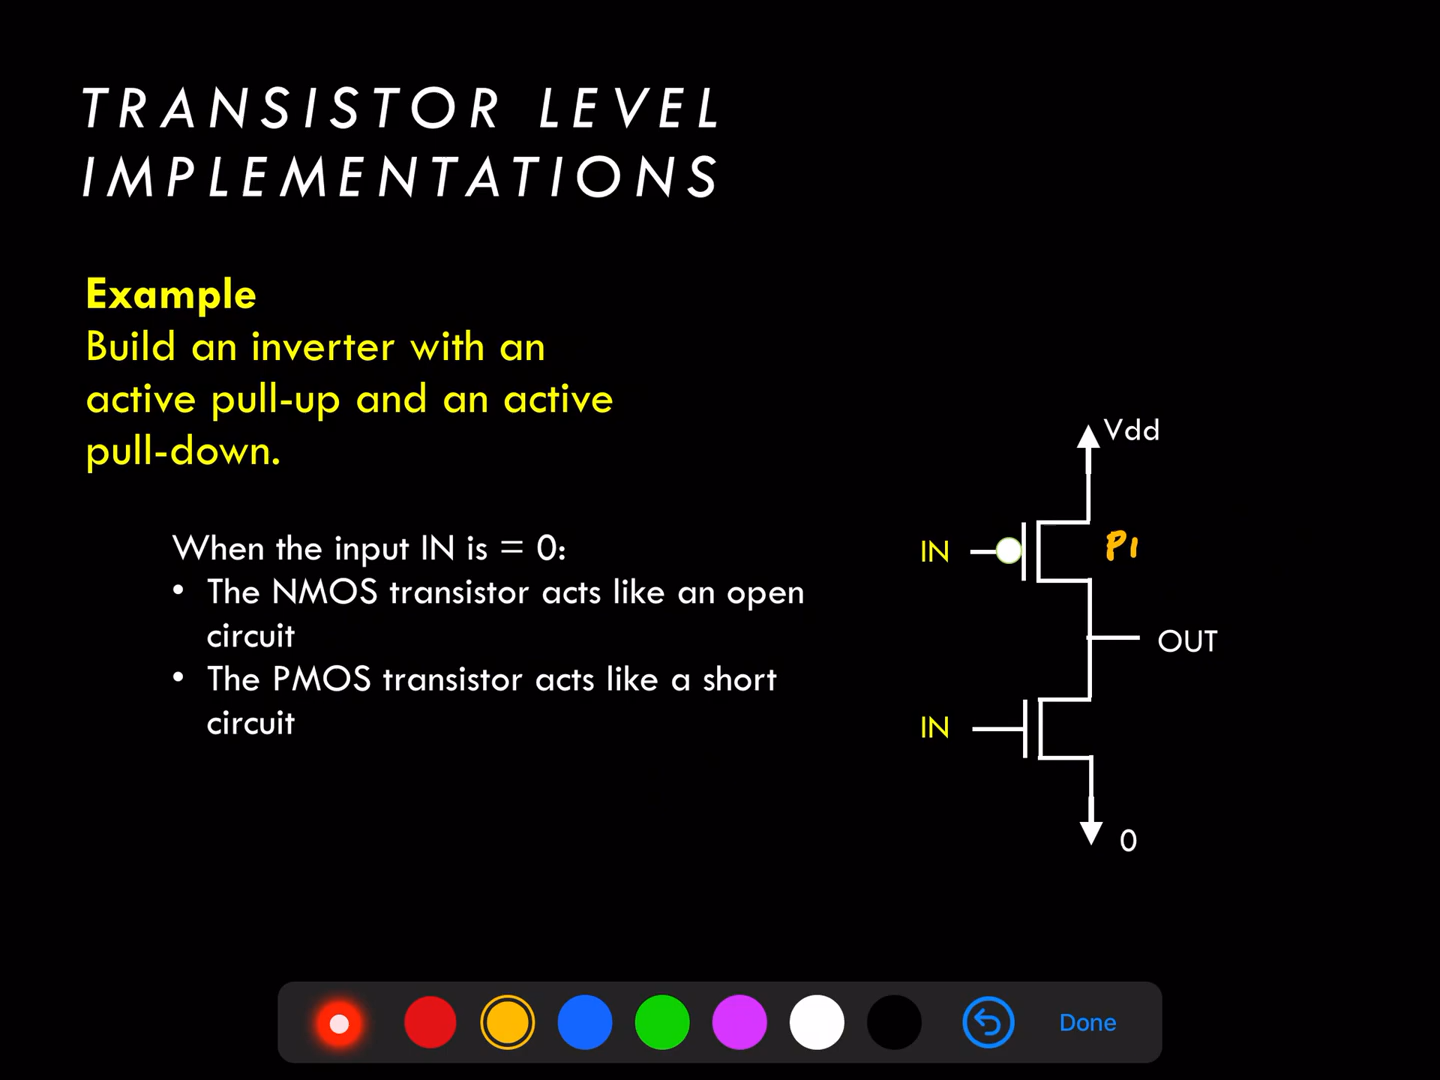 TRANSISTOR LEVEL
IMPLEMENTATIONS
Example
Build an inverter with an
active pull-up and an active
pull-down.
When the input IN is = 0:
• The NMOS transistor acts like an open
circuit
• The PMOS transistor acts like a short
circuit
Vdd
IN
P1
OUT
IN
0
Done